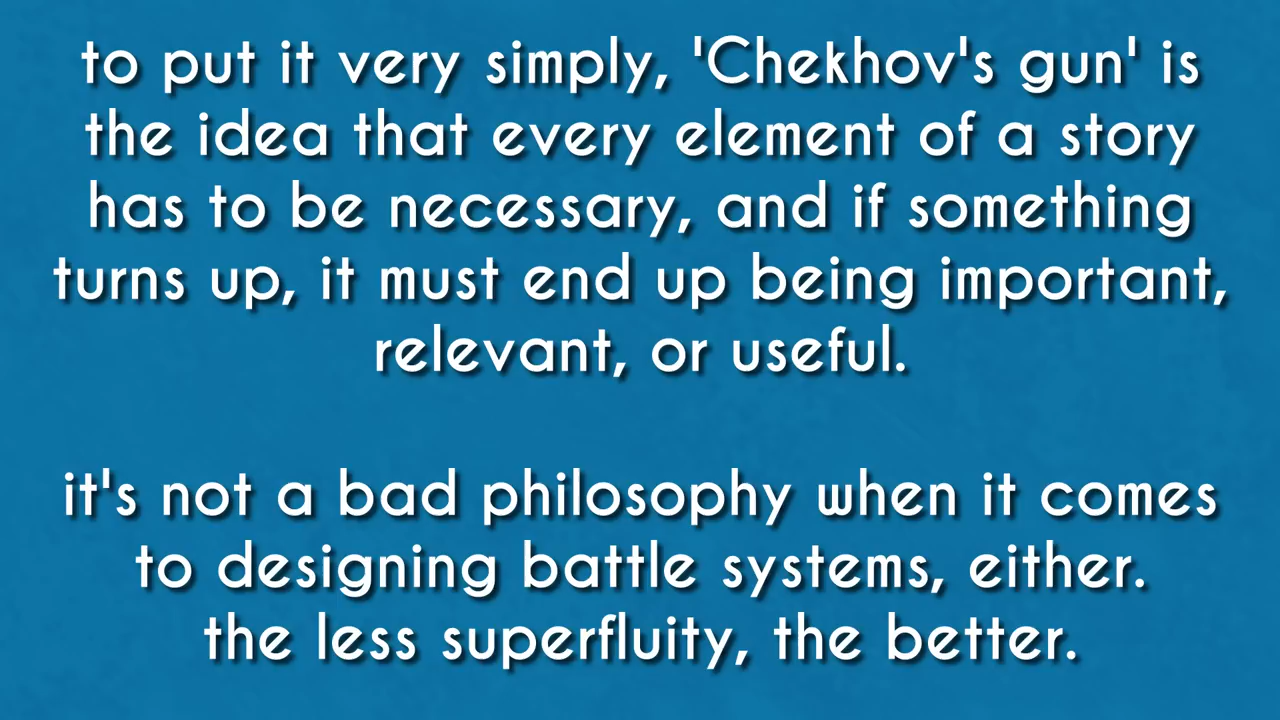 to put it very simply, 'Chekhov's gun' is
the idea that every element of a story
has to be necessary, and if something
turns up, it must end up being important,
relevant, or useful.
it's not a bad philosophy when it comes
to designing battle systems, either.
the less superfluity, the better.